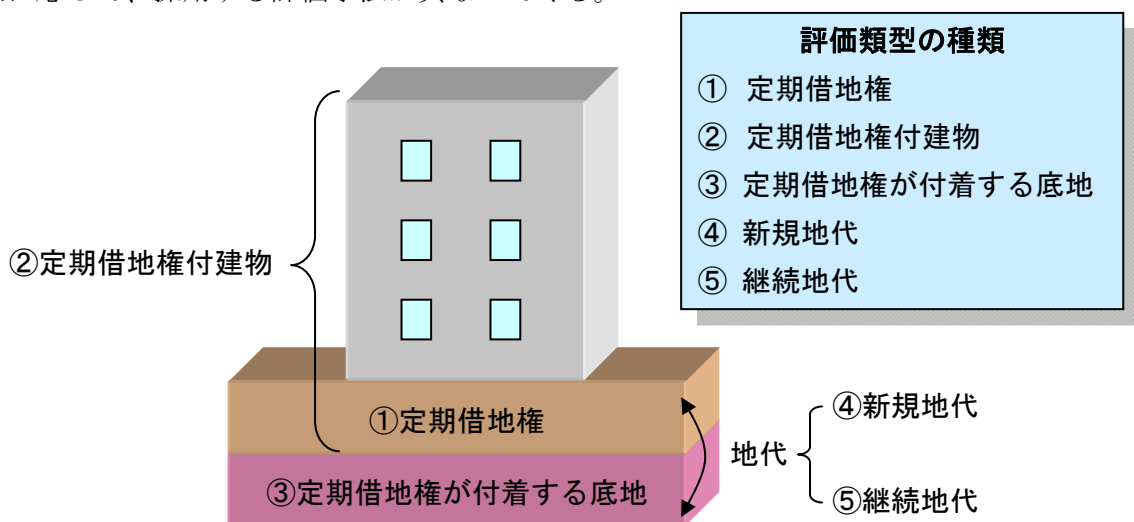 評価類型の種類
① 定期借地権
② 定期借地権付建物
③ 定期借地権が付着する底地
④ 新規地代
⑤ 継続地代
②定期借地権付建物
①定期借地権
③定期借地権が付着する底地
地代
④新規地代
⑤継続地代